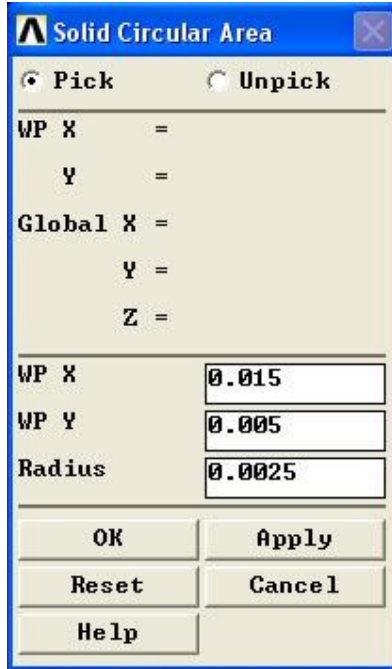 Solid Circular Area
Pick Unpick
WP X =
Y =
Global X =
Y =
Z =
WP X 0.015
WP Y 0.005
Radius 0.0025
OK Apply
Reset Cancel
Help